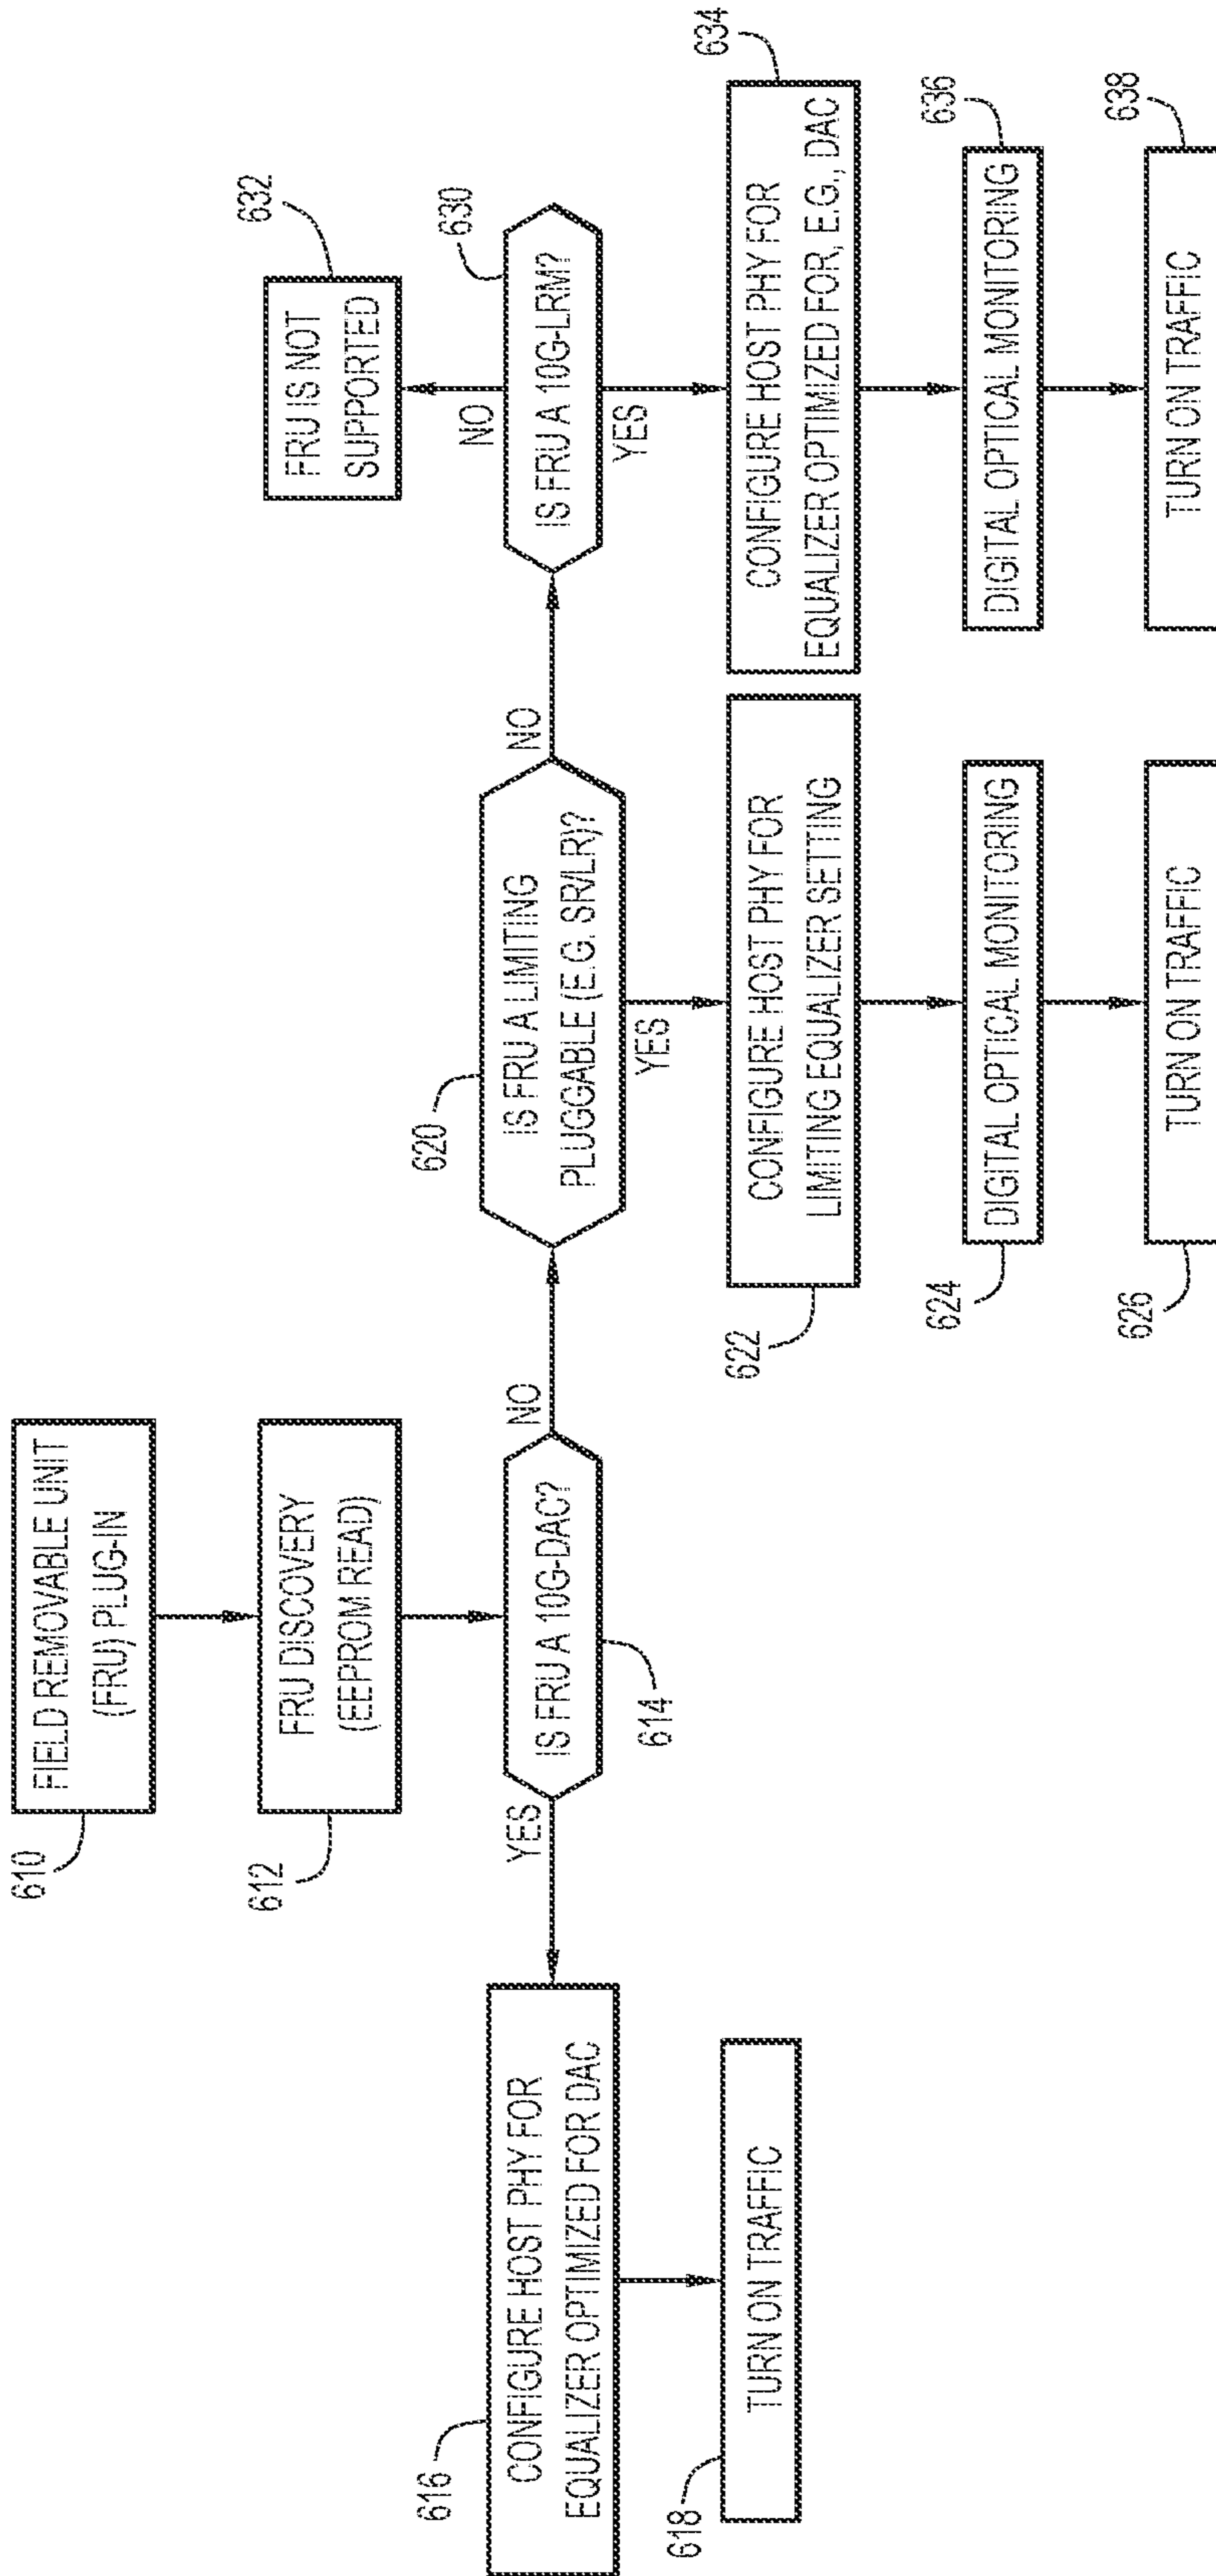 FIELD REMOVABLE UNIT
(FRU) PLUG-IN
610
FRU DISCOVERY
(EEPROM READ)
612
IS FRU A 10G-DAC?
614
YES
NO
CONFIGURE HOST PHY FOR
EQUALIZER OPTIMIZED FOR DAC
616
TURN ON TRAFFIC
618
IS FRU A LIMITING
PLUGGABLE (E.G. SR/LR)?
620
YES
NO
CONFIGURE HOST PHY FOR
LIMITING EQUALIZER SETTING
622
DIGITAL OPTICAL MONITORING
624
TURN ON TRAFFIC
626
IS FRU A 10G-LRM?
630
NO
YES
FRU IS NOT
SUPPORTED
632
CONFIGURE HOST PHY FOR
EQUALIZER OPTIMIZED FOR, E.G., DAC
634
DIGITAL OPTICAL MONITORING
636
TURN ON TRAFFIC
638